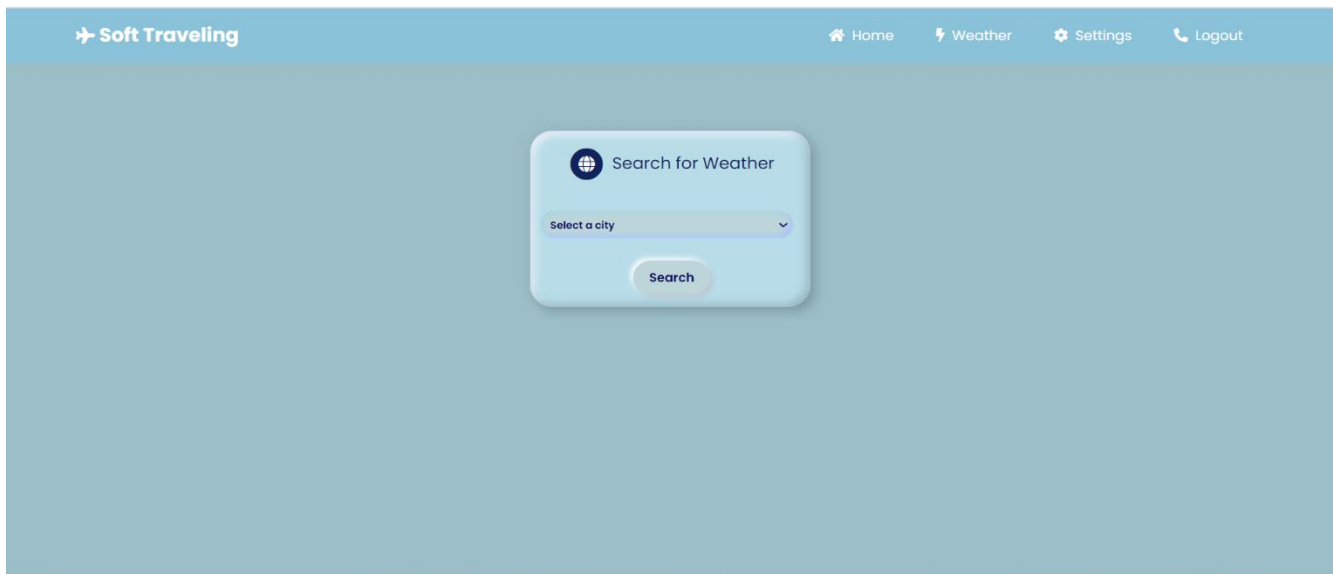 Soft Traveling
Home
Weather
Settings
Logout
Search for Weather
Select a city
Search